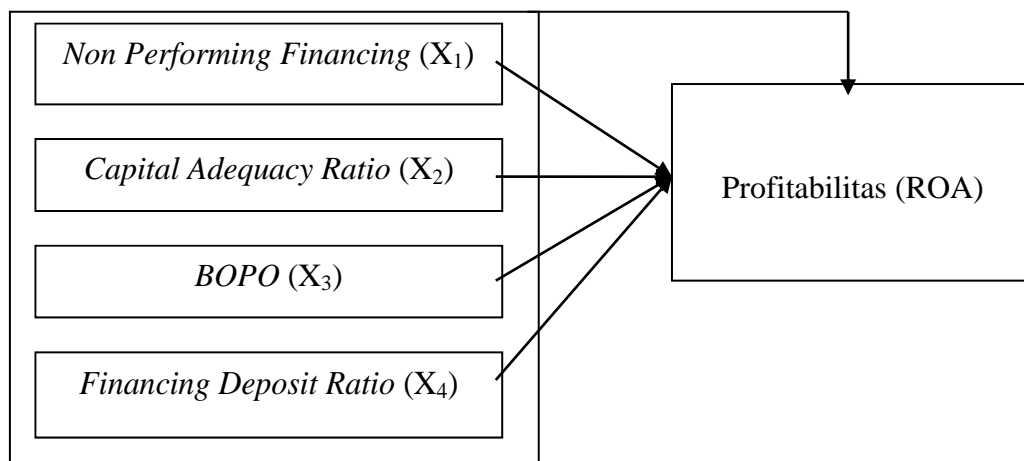 Non Performing Financing (X₁)
Capital Adequacy Ratio (X₂)
Profitabilitas (ROA)
BOPO (X₃)
Financing Deposit Ratio (X₄)